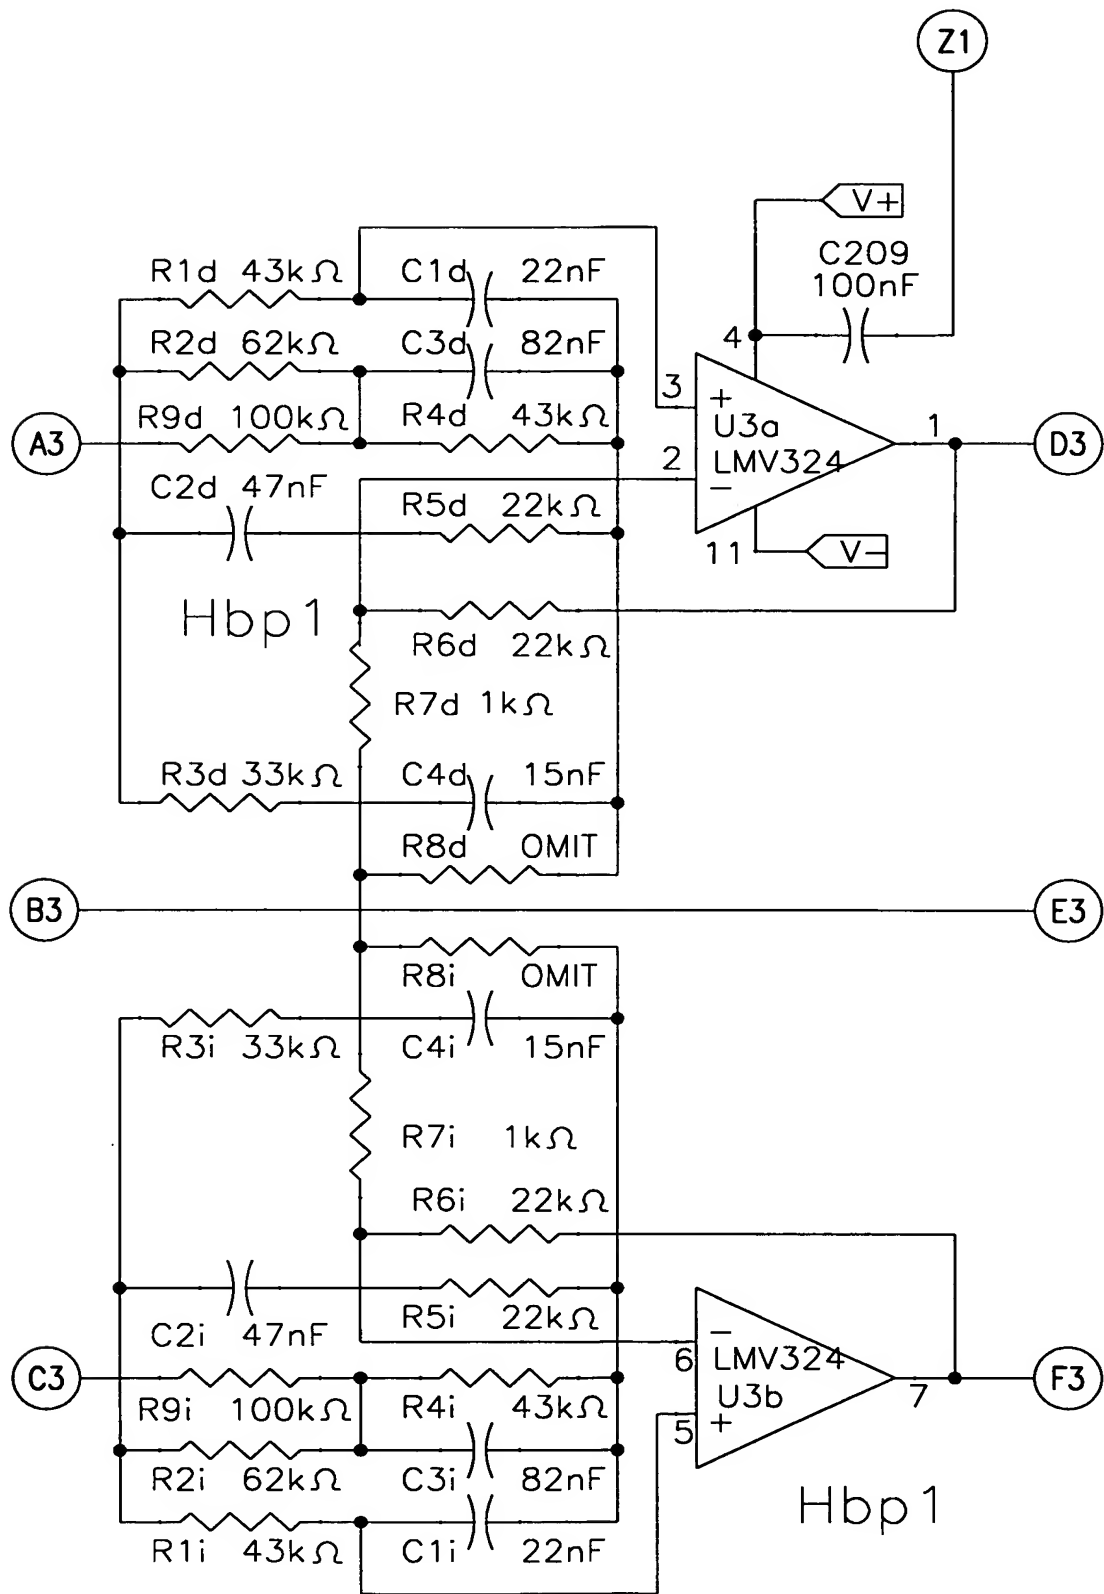 Z1
V+
R1d 43kΩ C1d 22nF
C209
100nF
R2d 62kΩ C3d 82nF
4
3
+
A3
R9d 100kΩ R4d 43kΩ
U3a
1
D3
2
LMV324
−
C2d 47nF
R5d 22kΩ
11
V−
Hbp1
R6d 22kΩ
R7d 1kΩ
R3d 33kΩ C4d 15nF
R8d OMIT
B3
E3
R8i OMIT
R3i 33kΩ C4i 15nF
R7i 1kΩ
R6i 22kΩ
R5i 22kΩ
C2i 47nF
−
6
LMV324
C3
R9i 100kΩ R4i 43kΩ
U3b
7
F3
5
+
R2i 62kΩ C3i 82nF
Hbp1
R1i 43kΩ C1i 22nF